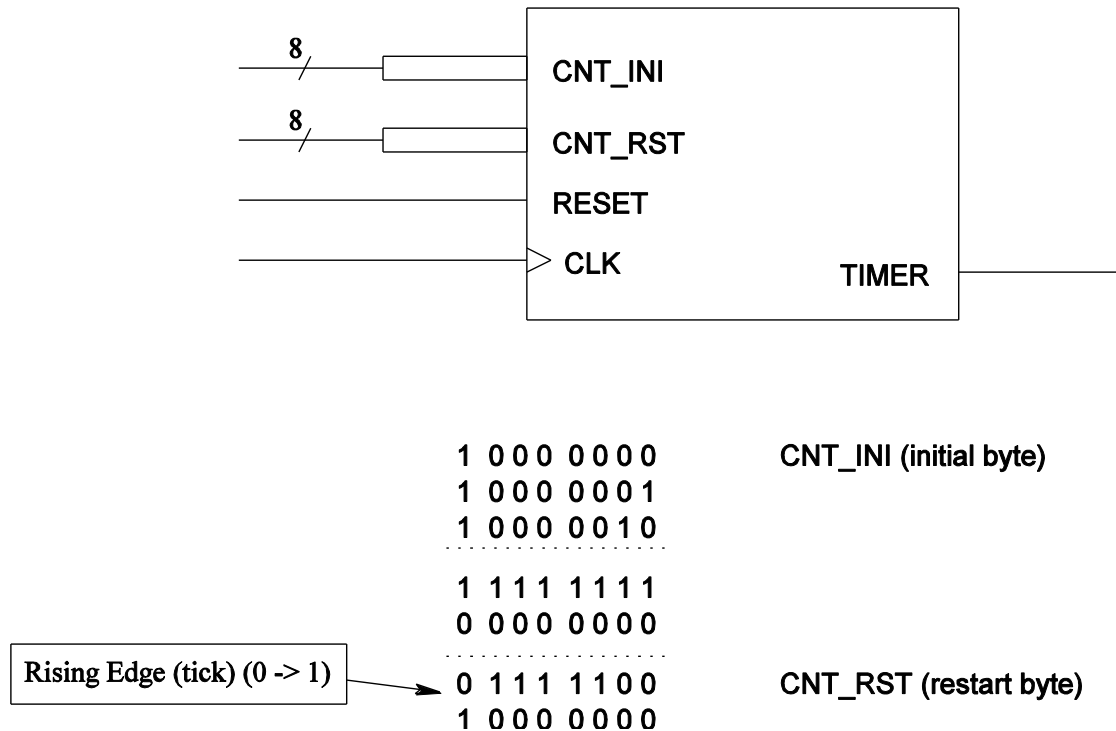 8
CNT_INI
8
CNT_RST
RESET
CLK
TIMER
1 000 0000 CNT_INI (initial byte)
1 000 0001
1 000 0010
1 111 1111
0 000 0000
Rising Edge (tick) (0 -> 1)
0 111 1100 CNT_RST (restart byte)
1 000 0000